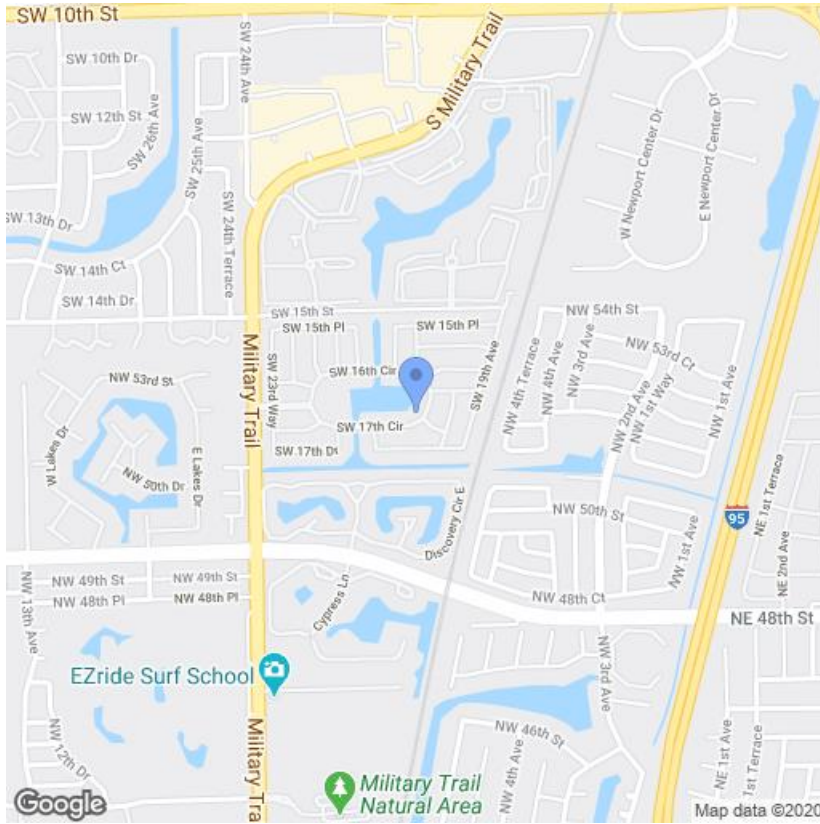 SW 10th St
SW 24th Ave
SW 10th Dr
SW 12th St
SW 26th Ave
SW 25th Ave
S Military Trail
W Newport Center Dr
E Newport Center Dr
SW 13th Dr
SW 24th Terrace
SW 14th Ct
SW 14th Dr
SW 15th St
SW 15th Pl
SW 15th Pl
NW 54th St
Military Trail
SW 23rd Way
SW 16th Cir
SW 19th Ave
NW 4th Terrace
NW 4th Ave
NW 3rd Ave
NW 53rd Ct
NW 2nd Ave
NW 1st Way
NW 1st Ave
NW 53rd St
W Lakes Dr
E Lakes Dr
NW 50th Dr
SW 17th Cir
SW 17th Dt
Discovery Cir E
NW 50th St
NW 1st Ave
95
NE 1st Terrace
NE 2nd Ave
NW 49th St
NW 49th St
NW 48th Pl
NW 48th Pl
NW 13th Ave
Cypress Ln
NW 48th Ct
NE 48th St
NW 3rd Ave
EZride Surf School
NW 12th Dr
Military Tra
NW 46th St
NW 4th Ave
NE 1st Ave
1st Terrace
Military Trail
Natural Area
Google
Map data ©2020